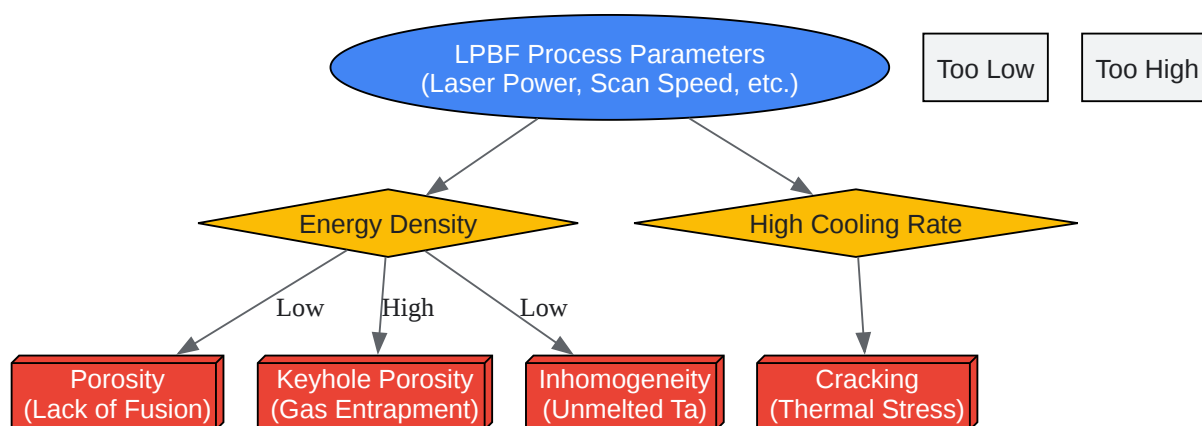 LPBF Process Parameters
(Laser Power, Scan Speed, etc.)
Too Low
Too High
Energy Density
High Cooling Rate
Low
High
Low
Porosity
(Lack of Fusion)
Keyhole Porosity
(Gas Entrapment)
Inhomogeneity
(Unmelted Ta)
Cracking
(Thermal Stress)